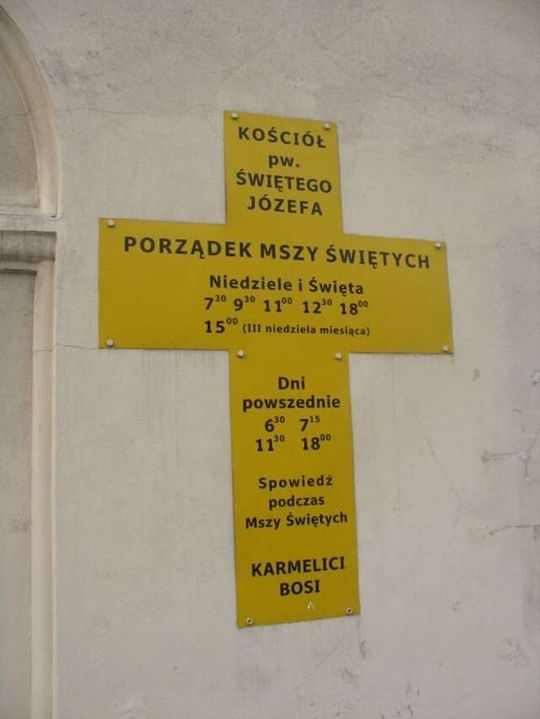 KOŚCIÓŁ
pw.
ŚWIĘTEGO
JÓZEFA
PORZĄDEK MSZY ŚWIĘTYCH
Niedziele i Święta
7³⁰ 9³⁰ 11⁰⁰ 12³⁰ 18⁰⁰
15⁰⁰ (III niedziela miesiąca)
Dni
powszednie
6³⁰ 7¹⁵
11³⁰ 18⁰⁰
Spowiedź
podczas
Mszy Świętych
KARMELICI
BOSI